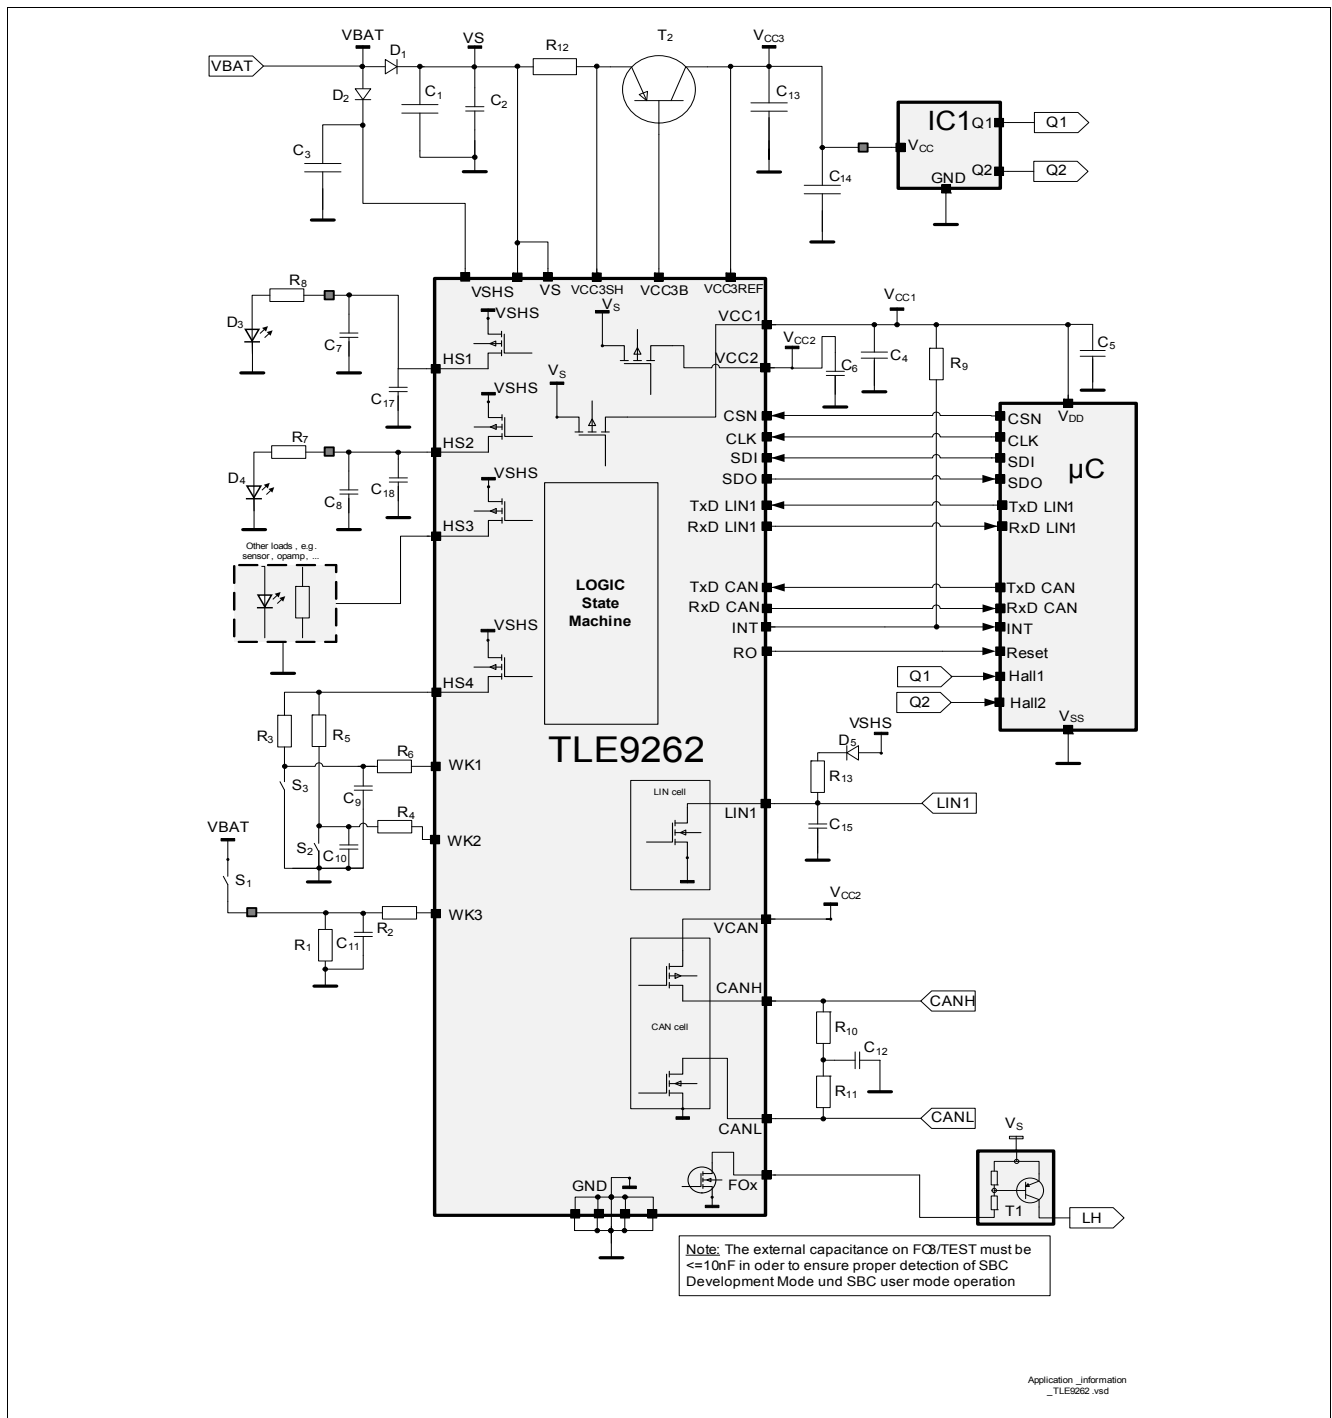 VBAT
VBAT
D1
VS
R12
T2
VCC3
D2
C1
C2
C13
C3
C14
IC1
VCC
GND
Q1
Q1
Q2
Q2
VSHS
VS
VCC3SH
VCC3B
VCC3REF
R8
D3
C7
HS1
C17
VSHS
VS
VS
VCC1
VCC2
VCC1
VCC2
C6
C4
R9
C5
R7
D4
C8
C18
HS2
VSHS
HS3
VSHS
Other loads , e.g.
sensor , opamp, ...
LOGIC
State
Machine
CSN
CLK
SDI
SDO
TxD LIN1
RxD LIN1
TxD CAN
RxD CAN
INT
RO
VDD
CSN
CLK
SDI
SDO
µC
TxD LIN1
RxD LIN1
TxD CAN
RxD CAN
INT
Reset
Q1
Hall1
Q2
Hall2
VSS
VSHS
HS4
R3
R5
R6
WK1
S3
C9
R4
S2
C10
WK2
TLE9262
VBAT
S1
R1
C11
R2
WK3
LIN cell
LIN1
VSHS
D5
R13
C15
LIN1
VCAN
VCC2
CAN cell
CANH
CANH
R10
C12
R11
CANL
CANL
FOx
GND
VS
T1
LH
Note: The external capacitance on FO3/TEST must be
<=10nF in oder to ensure proper detection of SBC
Development Mode und SBC user mode operation
Application _information
_TLE9262 .vsd